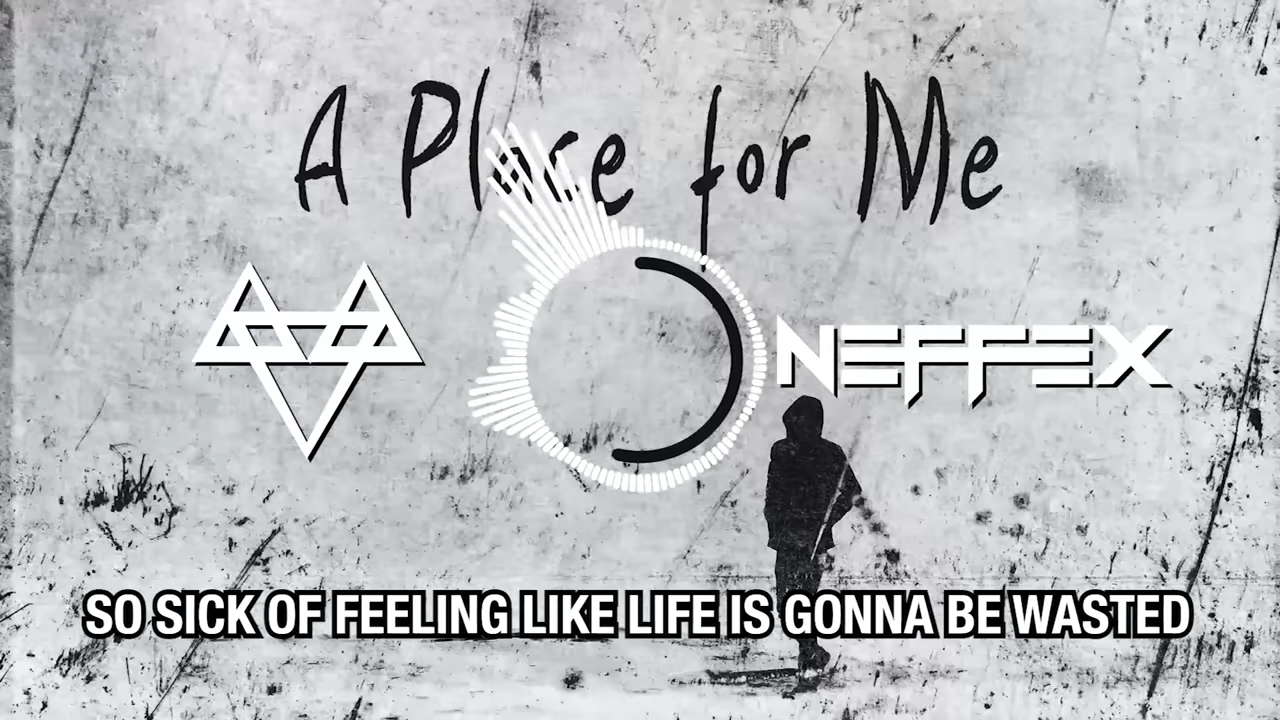 A Place for Me
NEFFEX
SO SICK OF FEELING LIKE LIFE IS GONNA BE WASTED